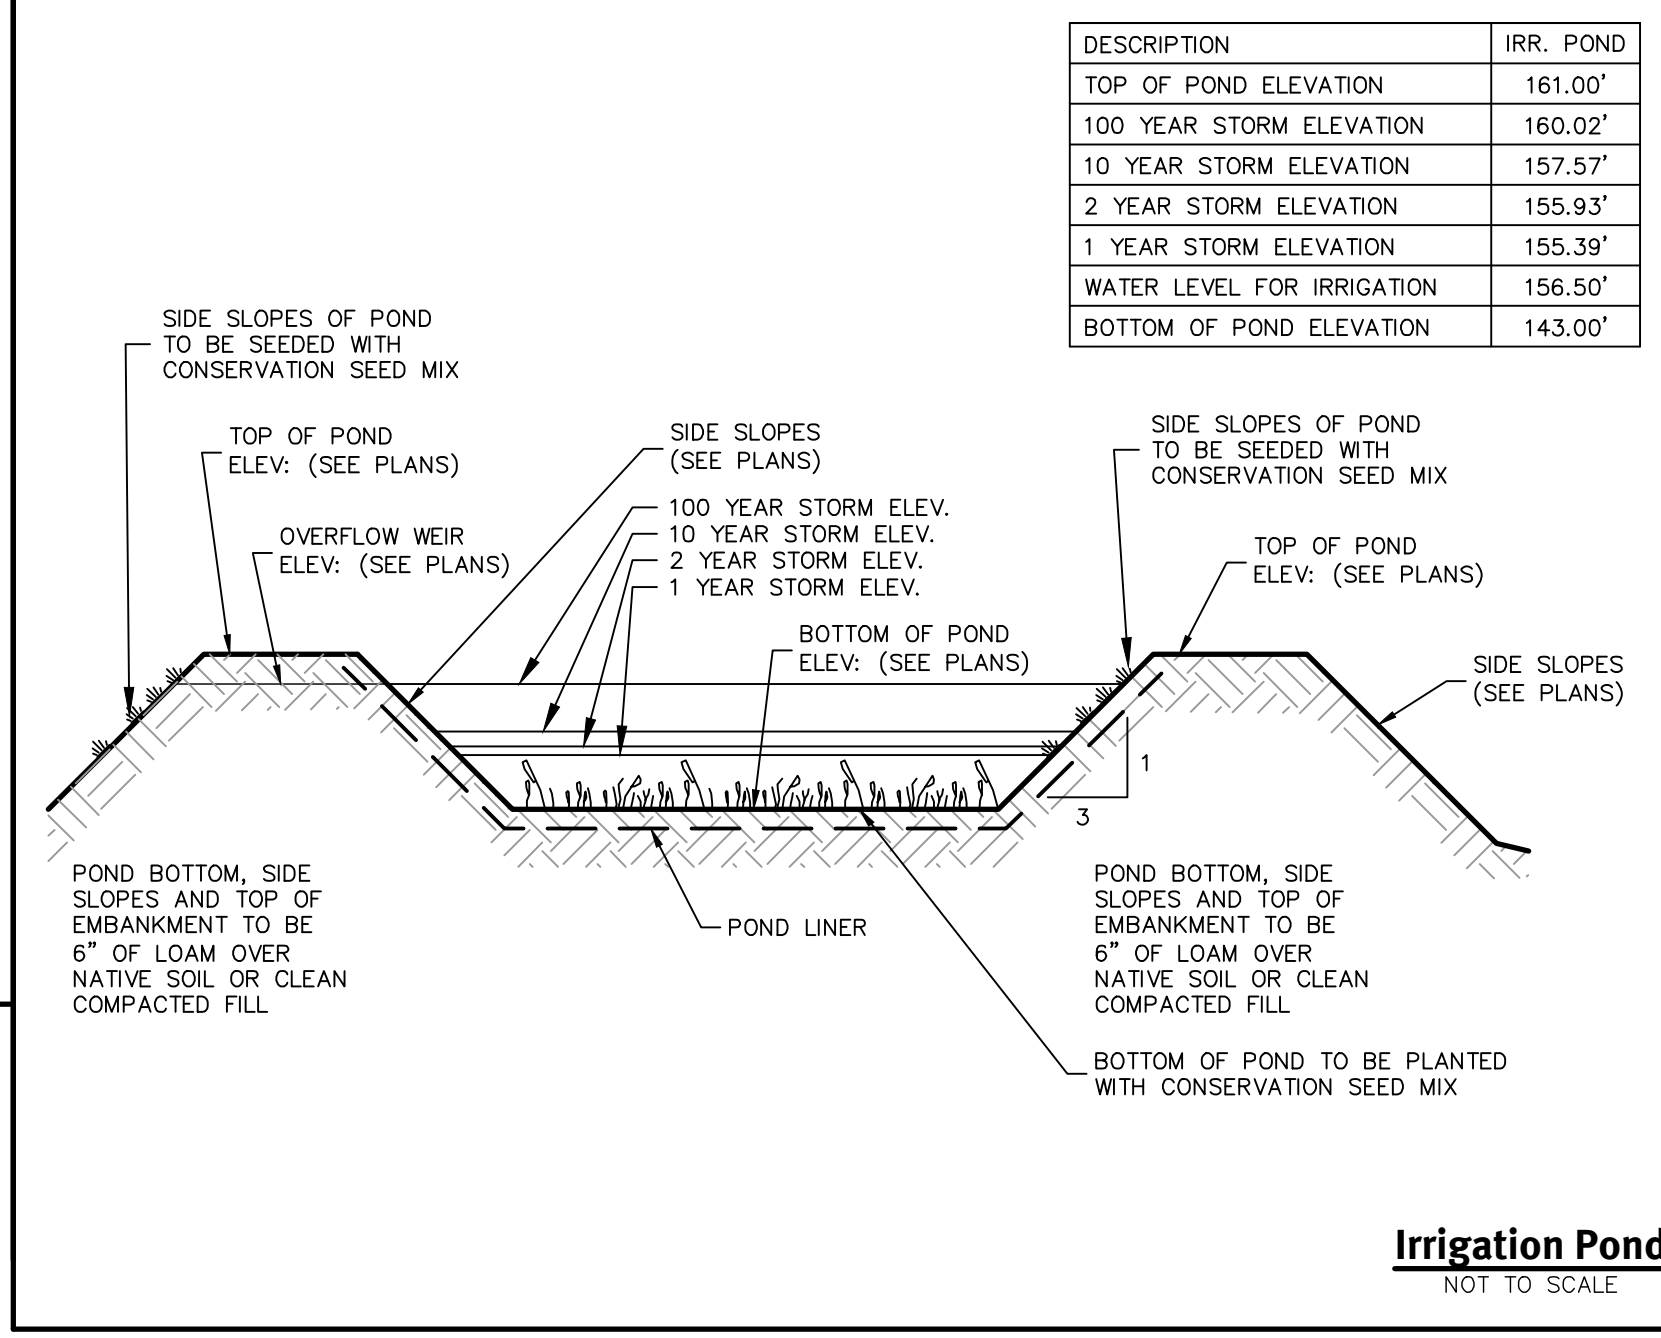 DESCRIPTION IRR. POND
TOP OF POND ELEVATION 161.00'
100 YEAR STORM ELEVATION 160.02'
10 YEAR STORM ELEVATION 157.57'
2 YEAR STORM ELEVATION 155.93'
1 YEAR STORM ELEVATION 155.39'
WATER LEVEL FOR IRRIGATION 156.50'
BOTTOM OF POND ELEVATION 143.00'
SIDE SLOPES OF POND
TO BE SEEDED WITH
CONSERVATION SEED MIX
TOP OF POND
ELEV: (SEE PLANS)
OVERFLOW WEIR
ELEV: (SEE PLANS)
SIDE SLOPES
(SEE PLANS)
100 YEAR STORM ELEV.
10 YEAR STORM ELEV.
2 YEAR STORM ELEV.
1 YEAR STORM ELEV.
BOTTOM OF POND
ELEV: (SEE PLANS)
SIDE SLOPES OF POND
TO BE SEEDED WITH
CONSERVATION SEED MIX
TOP OF POND
ELEV: (SEE PLANS)
SIDE SLOPES
(SEE PLANS)
1
3
POND BOTTOM, SIDE
SLOPES AND TOP OF
EMBANKMENT TO BE
6" OF LOAM OVER
NATIVE SOIL OR CLEAN
COMPACTED FILL
POND LINER
POND BOTTOM, SIDE
SLOPES AND TOP OF
EMBANKMENT TO BE
6" OF LOAM OVER
NATIVE SOIL OR CLEAN
COMPACTED FILL
BOTTOM OF POND TO BE PLANTED
WITH CONSERVATION SEED MIX
Irrigation Pond
NOT TO SCALE